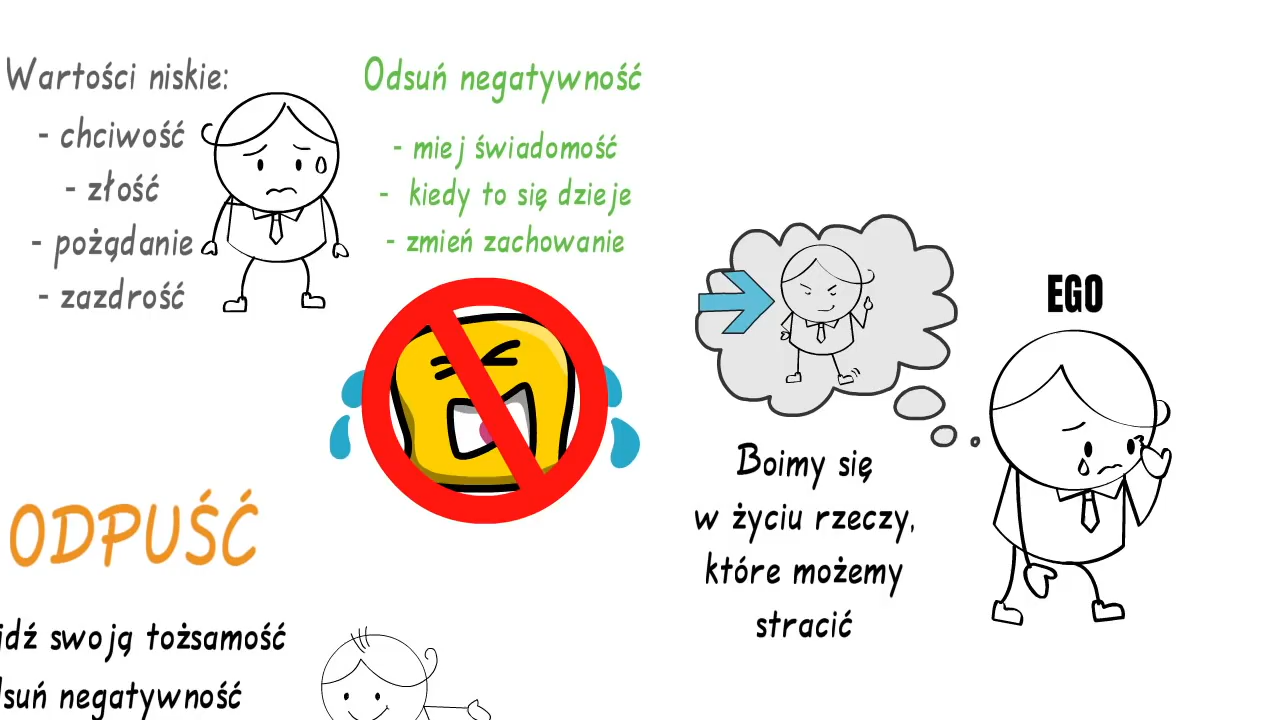 Wartości niskie:
- chciwość
- złość
- pożądanie
- zazdrość
Odsuń negatywność
- miej świadomość
- kiedy to się dzieje
- zmień zachowanie
EGO
Boimy się
w życiu rzeczy,
które możemy
stracić
ODPUŚĆ
swoją tożsamość
negatywność